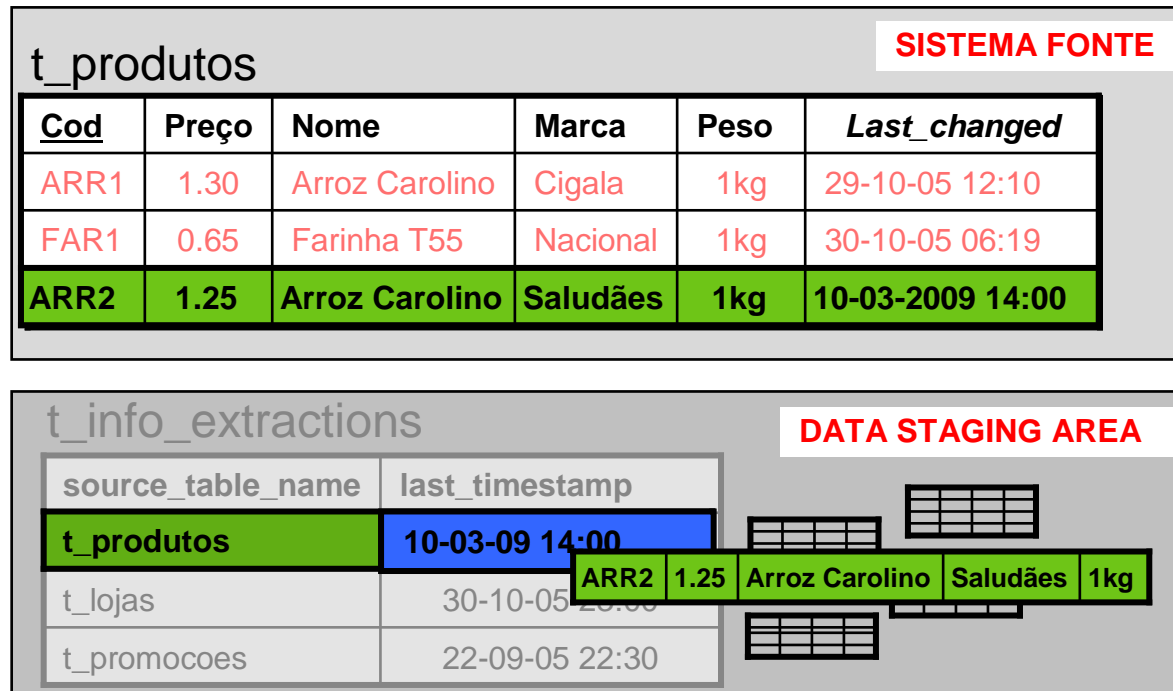 SISTEMA FONTE
t_produtos
Cod Preço Nome Marca Peso Last_changed
ARR1 1.30 Arroz Carolino Cigala 1kg 29-10-05 12:10
FAR1 0.65 Farinha T55 Nacional 1kg 30-10-05 06:19
ARR2 1.25 Arroz Carolino Saludães 1kg 10-03-2009 14:00
t_info_extractions
DATA STAGING AREA
source_table_name last_timestamp
t_produtos 10-03-09 14:00
ARR2 1.25 Arroz Carolino Saludães 1kg
t_lojas 30-10-05
t_promocoes 22-09-05 22:30